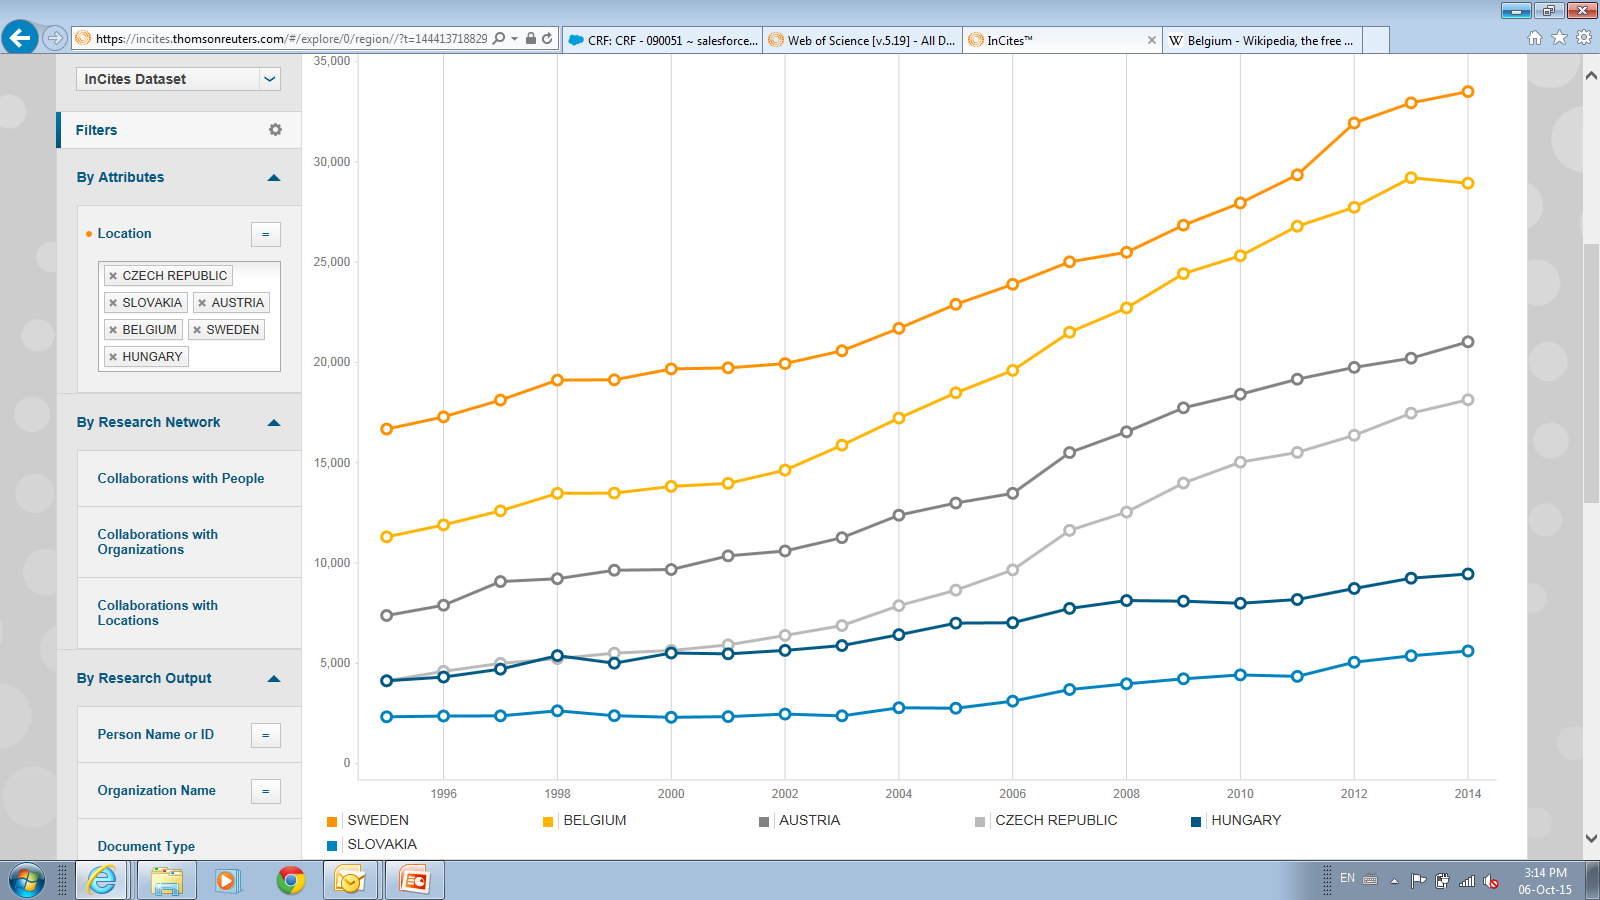 https://incites.thomsonreuters.com/#/explore/0/region//?t=144413718829
CRF: CRF - 090051 ~ salesforce...
Web of Science [v.5.19] - All D...
InCites™
Belgium - Wikipedia, the free ...
InCites Dataset
Filters
By Attributes
Location
=
CZECH REPUBLIC
SLOVAKIA AUSTRIA
BELGIUM SWEDEN
HUNGARY
By Research Network
Collaborations with People
Collaborations with
Organizations
Collaborations with
Locations
By Research Output
Person Name or ID
=
Organization Name
=
Document Type
35,000
30,000
25,000
20,000
15,000
10,000
5,000
0
1996 1998 2000 2002 2004 2006 2008 2010 2012 2014
SWEDEN BELGIUM AUSTRIA CZECH REPUBLIC HUNGARY
SLOVAKIA
EN
3:14 PM
06-Oct-15